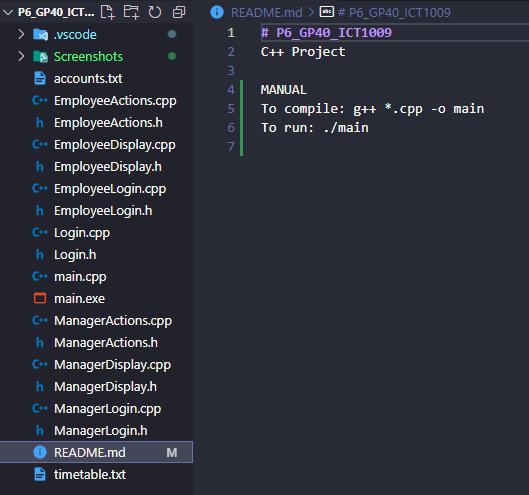 P6_GP40_ICT...
.vscode
Screenshots
accounts.txt
EmployeeActions.cpp
EmployeeActions.h
EmployeeDisplay.cpp
EmployeeDisplay.h
EmployeeLogin.cpp
EmployeeLogin.h
Login.cpp
Login.h
main.cpp
main.exe
ManagerActions.cpp
ManagerActions.h
ManagerDisplay.cpp
ManagerDisplay.h
ManagerLogin.cpp
ManagerLogin.h
README.md M
timetable.txt
README.md > abc # P6_GP40_ICT1009
1 # P6_GP40_ICT1009
2 C++ Project
3
4 MANUAL
5 To compile: g++ *.cpp -o main
6 To run: ./main
7